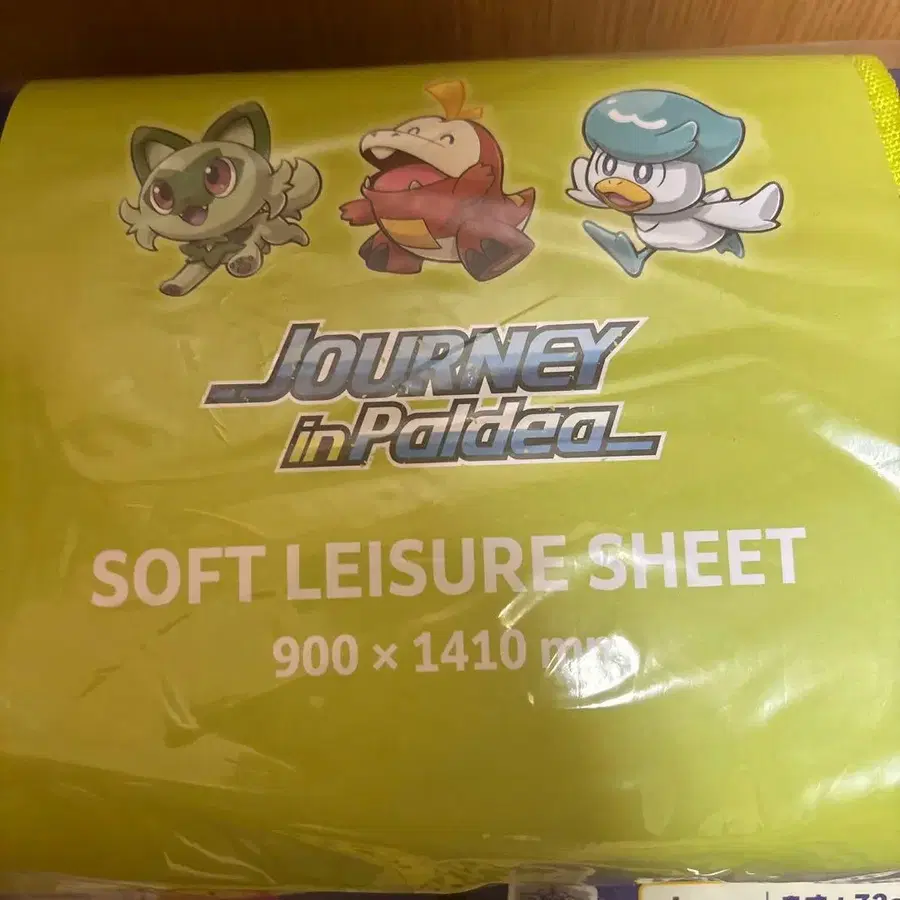 JOURNEY
in Paldea
SOFT LEISURE SHEET
900 × 1410 mm